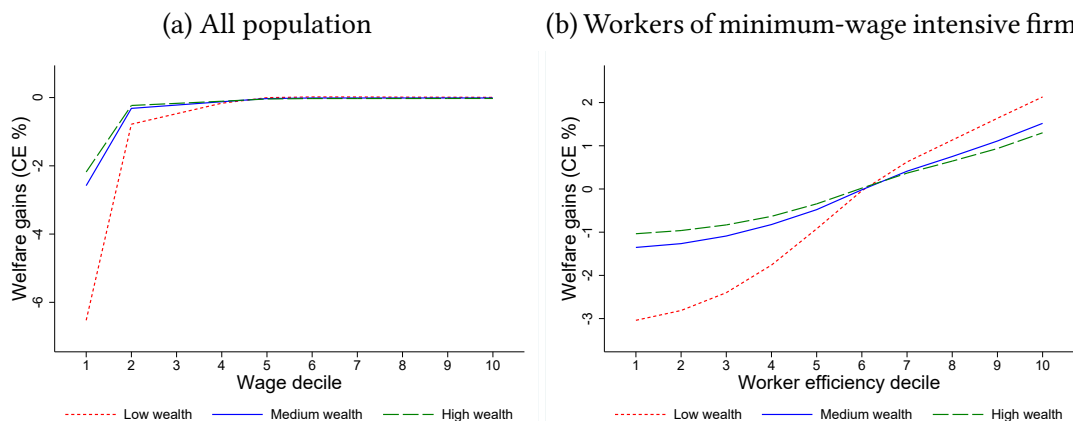 (a) All population
Welfare gains (CE %)
0
-2
-4
-6
1 2 3 4 5 6 7 8 9 10
Wage decile
Low wealth Medium wealth High wealth
(b) Workers of minimum-wage intensive firm
Welfare gains (CE %)
2
1
0
-1
-2
-3
1 2 3 4 5 6 7 8 9 10
Worker efficiency decile
Low wealth Medium wealth High wealth